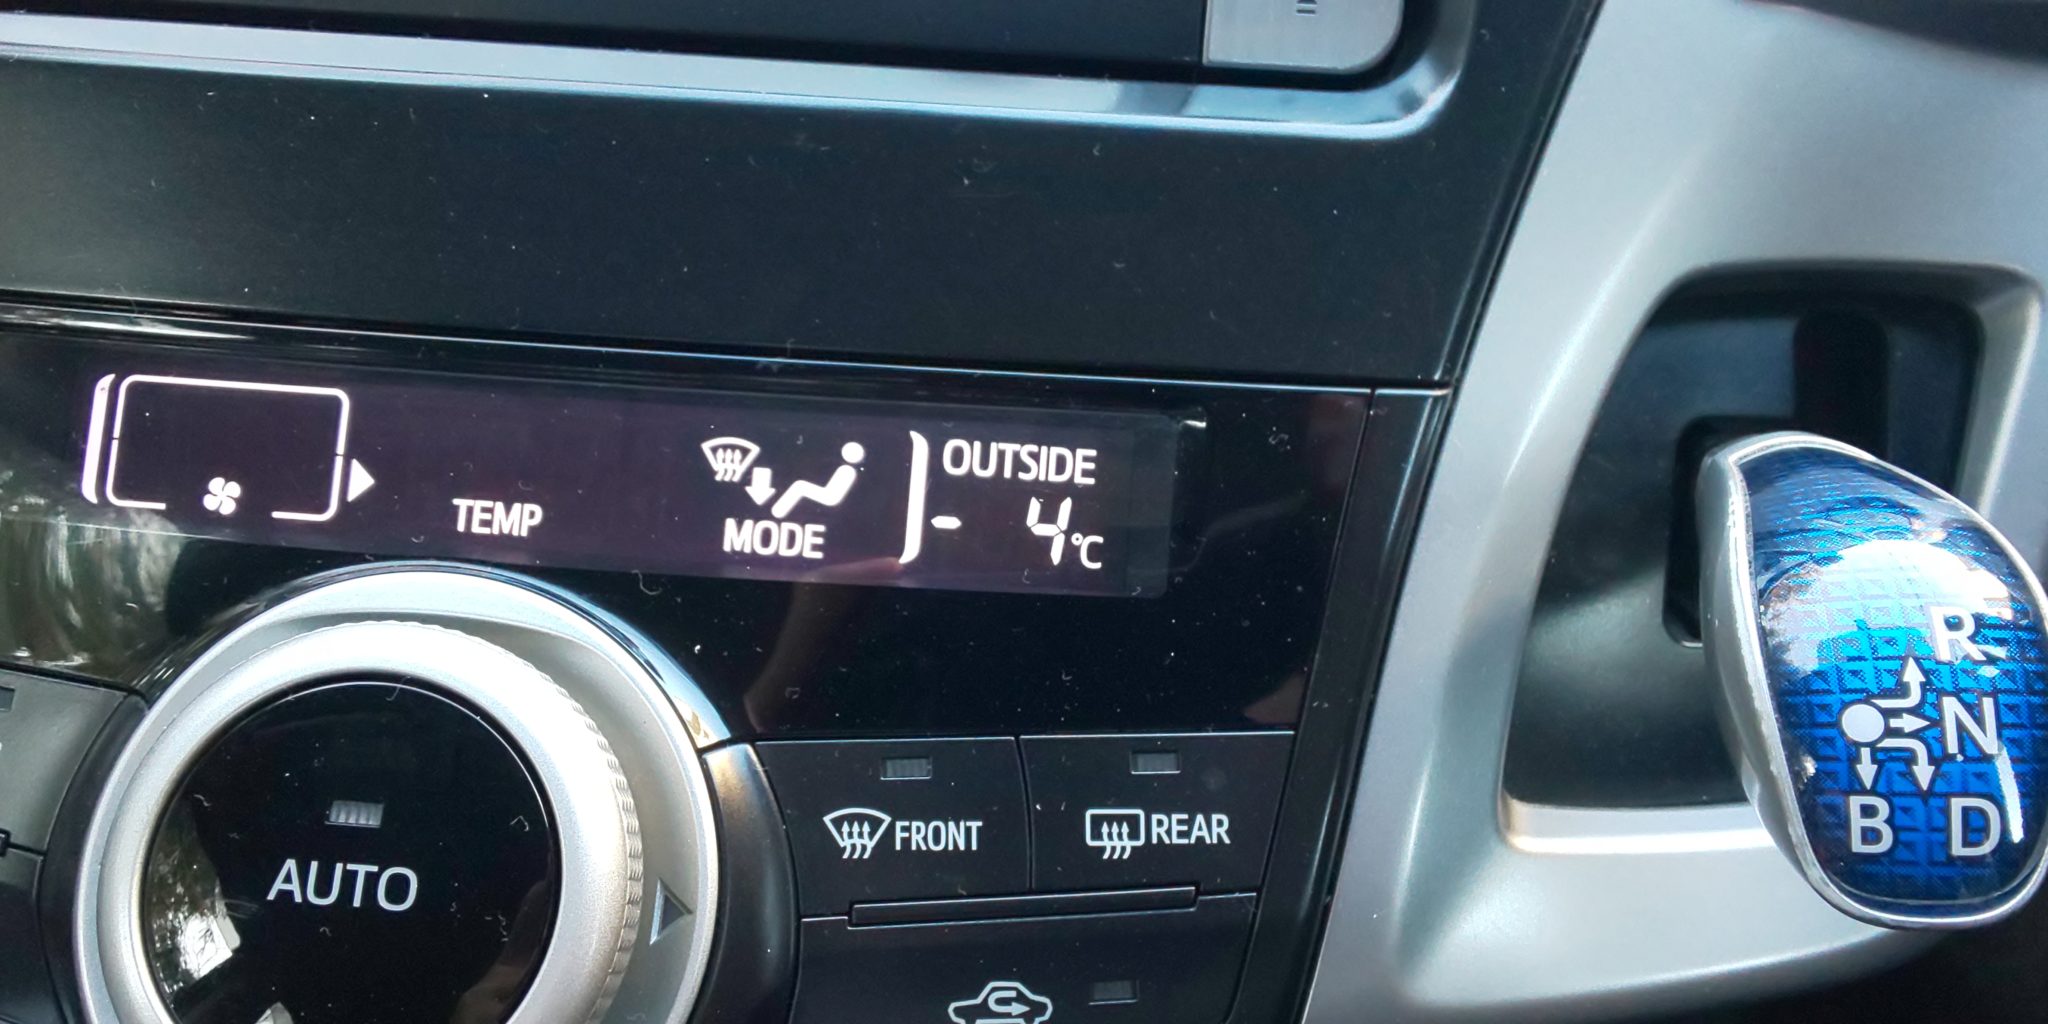 OUTSIDE
TEMP
MODE
- 4°C
AUTO
FRONT
REAR
R
N
B D